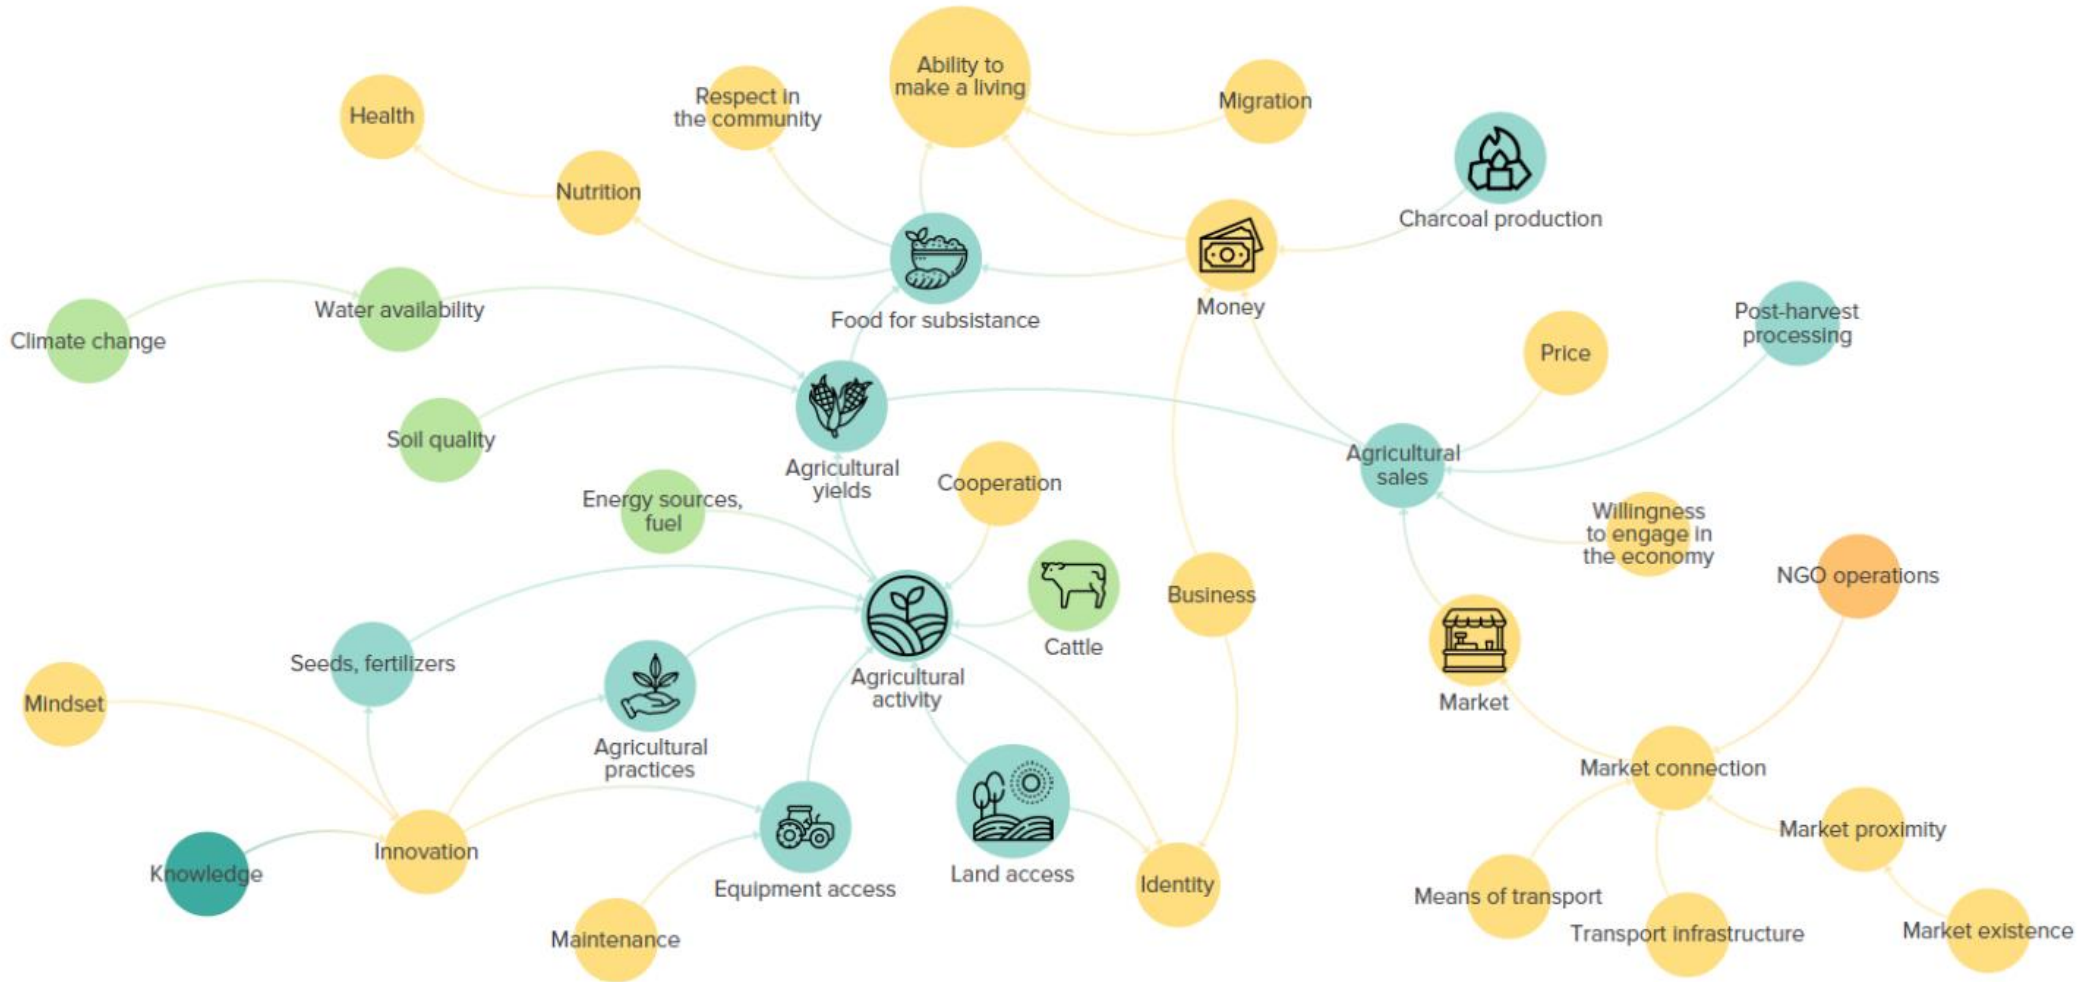 Ability to
make a living
Respect in
the community
Migration
Health
Nutrition
Charcoal production
Money
Water availability
Food for subsistance
Climate change
Post-harvest
processing
Price
Soil quality
Agricultural
yields
Agricultural
sales
Cooperation
Energy sources,
fuel
Willingness
to engage in
the economy
NGO operations
Business
Cattle
Seeds, fertilizers
Agricultural
activity
Mindset
Market
Agricultural
practices
Market connection
Market proximity
Innovation
Knowledge
Equipment access
Land access
Identity
Means of transport
Transport infrastructure
Market existence
Maintenance